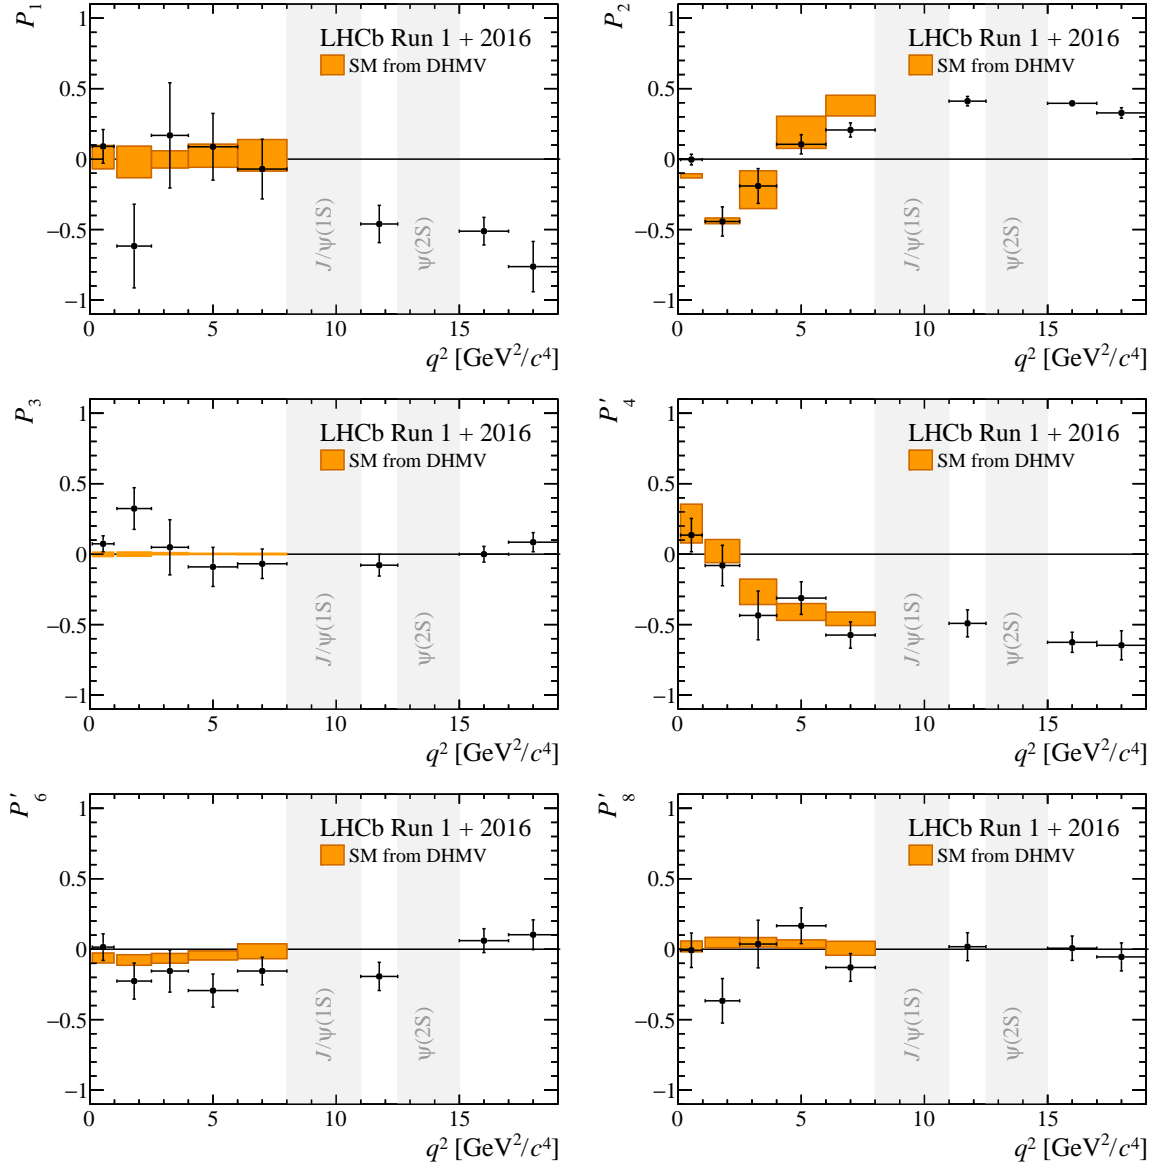 P₁
1
0.5
0
−0.5
−1
LHCb Run 1 + 2016
SM from DHMV
J/ψ(1S)
ψ(2S)
0 5 10 15
q² [GeV²/c⁴]
P₂
1
0.5
0
−0.5
−1
LHCb Run 1 + 2016
SM from DHMV
J/ψ(1S)
ψ(2S)
0 5 10 15
q² [GeV²/c⁴]
P₃
1
0.5
0
−0.5
−1
LHCb Run 1 + 2016
SM from DHMV
J/ψ(1S)
ψ(2S)
0 5 10 15
q² [GeV²/c⁴]
P′₄
1
0.5
0
−0.5
−1
LHCb Run 1 + 2016
SM from DHMV
J/ψ(1S)
ψ(2S)
0 5 10 15
q² [GeV²/c⁴]
P′₆
1
0.5
0
−0.5
−1
LHCb Run 1 + 2016
SM from DHMV
J/ψ(1S)
ψ(2S)
0 5 10 15
q² [GeV²/c⁴]
P′₈
1
0.5
0
−0.5
−1
LHCb Run 1 + 2016
SM from DHMV
J/ψ(1S)
ψ(2S)
0 5 10 15
q² [GeV²/c⁴]